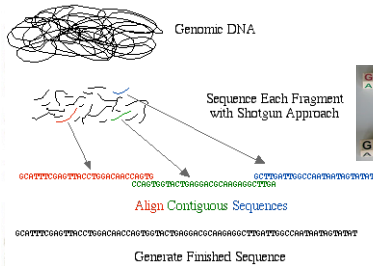 Genomic DNA
Sequence Each Fragment
with Shotgun Approach
G
A
G
A
GCATTTCGAGTTACCTGGACAACCAGTG
GCTTGATTGGCCAATAATAGTATAT
CCAGTGGTACTGAGGACGCAAGAGGCTTGA
Align Contiguous Sequences
GCATTTCGAGTTACCTGGACAACCAGTGGTACTGAGGACGCAAGAGGCTTGATTGGCCAATAATAGTATAT
Generate Finished Sequence